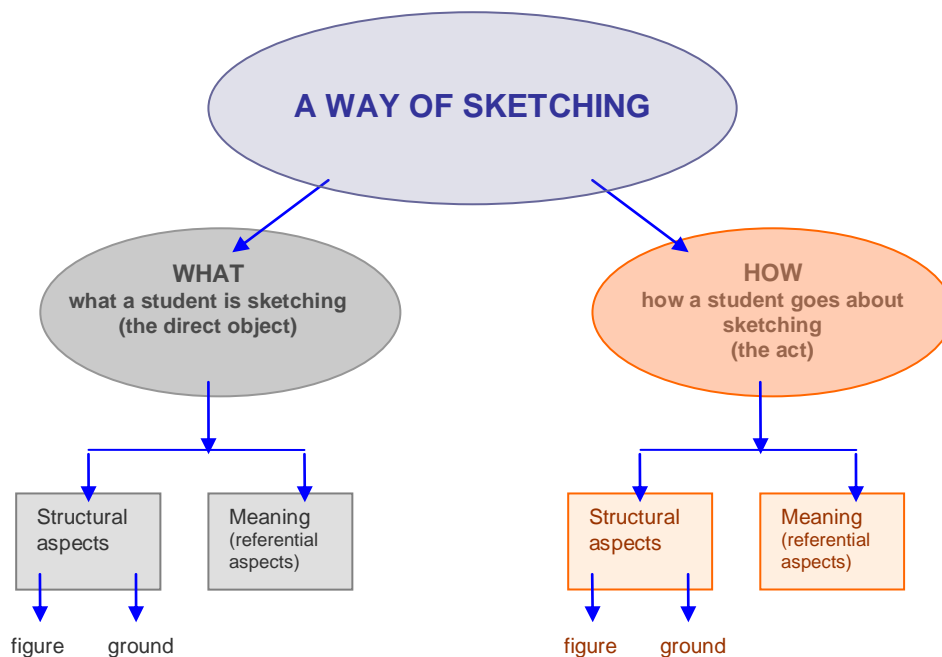 A WAY OF SKETCHING
WHAT
what a student is sketching
(the direct object)
HOW
how a student goes about
sketching
(the act)
Structural
aspects
Meaning
(referential
aspects)
Structural
aspects
Meaning
(referential
aspects)
figure
ground
figure
ground